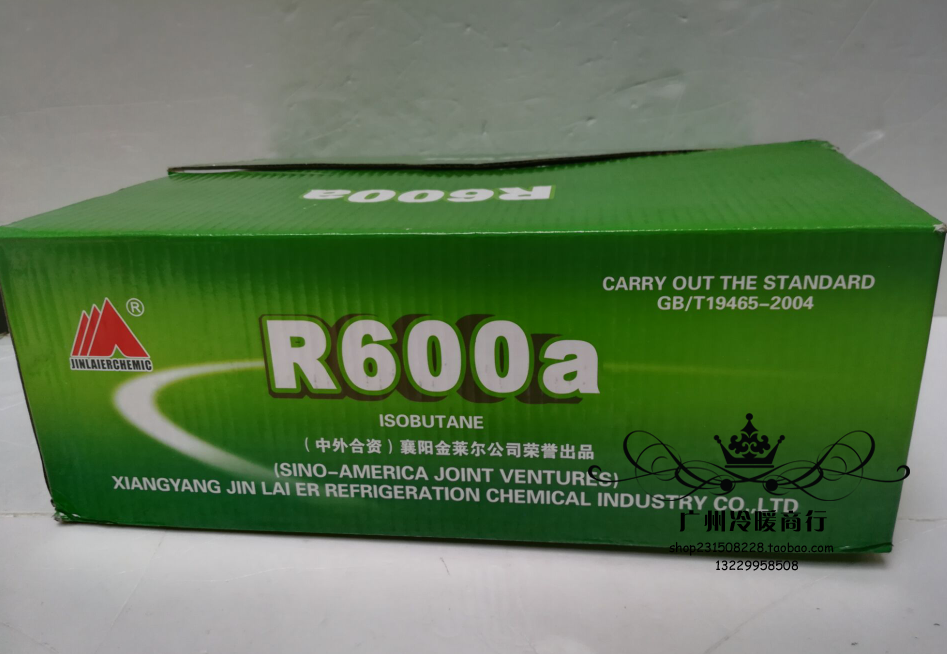 R600a
CARRY OUT THE STANDARD
GB/T19465-2004
®
JINLAIERCHEMIC
R600a
ISOBUTANE
（中外合资）襄阳金莱尔公司荣誉出品
(SINO-AMERICA JOINT VENTURES)
XIANGYANG JIN LAI ER REFRIGERATION CHEMICAL INDUSTRY CO.,LTD
广州冷暖商行
shop231508228.taobao.com
13229958508